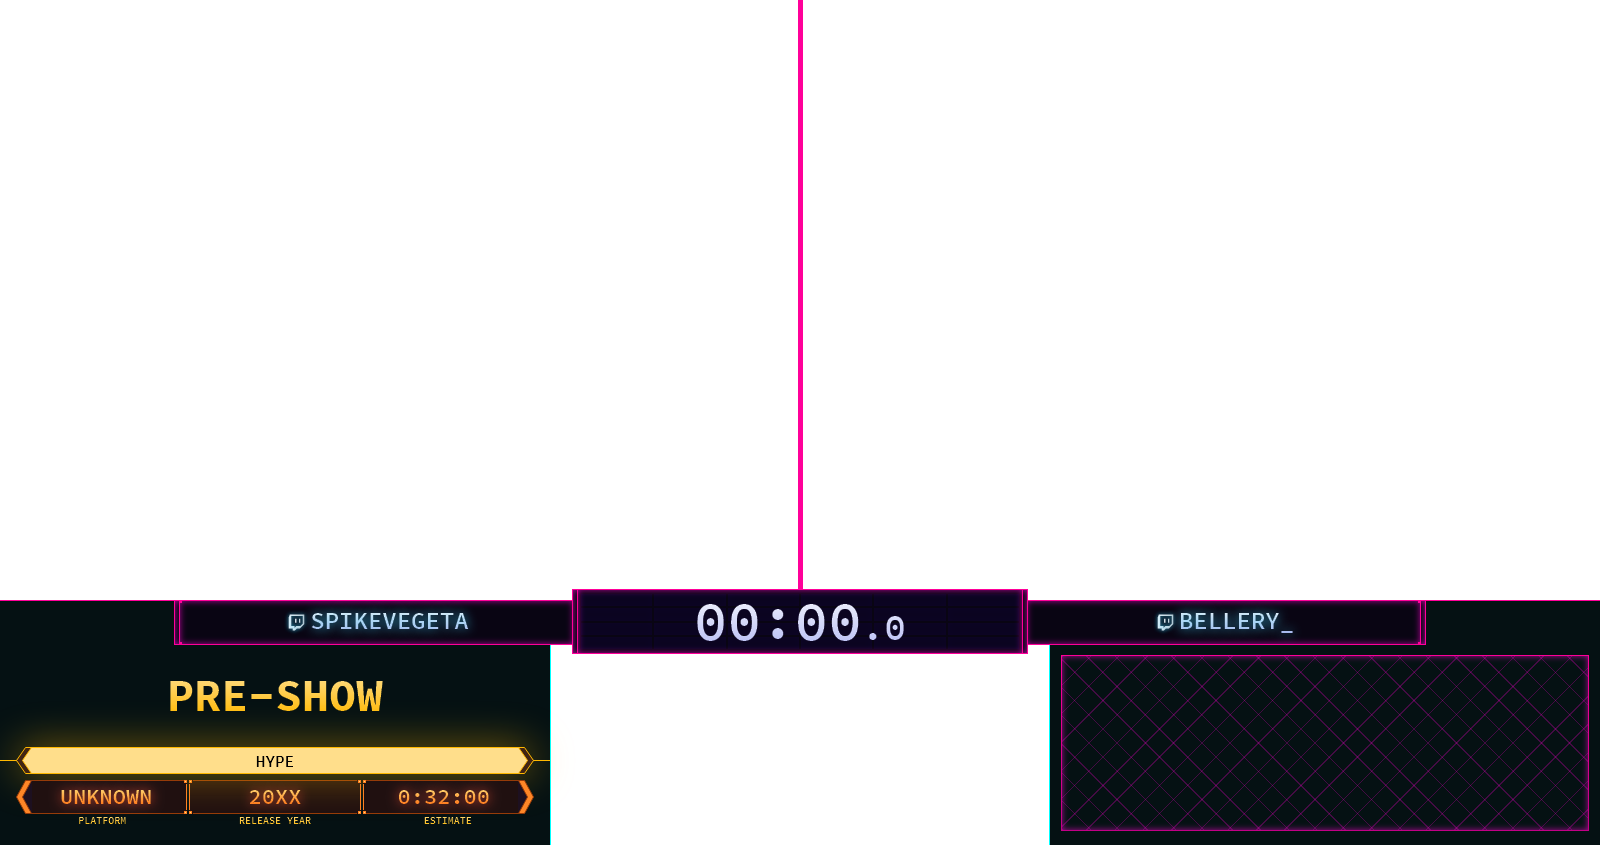 SPIKEVEGETA
00:00.0
BELLERY_
PRE-SHOW
HYPE
UNKNOWN
20XX
0:32:00
PLATFORM
RELEASE YEAR
ESTIMATE